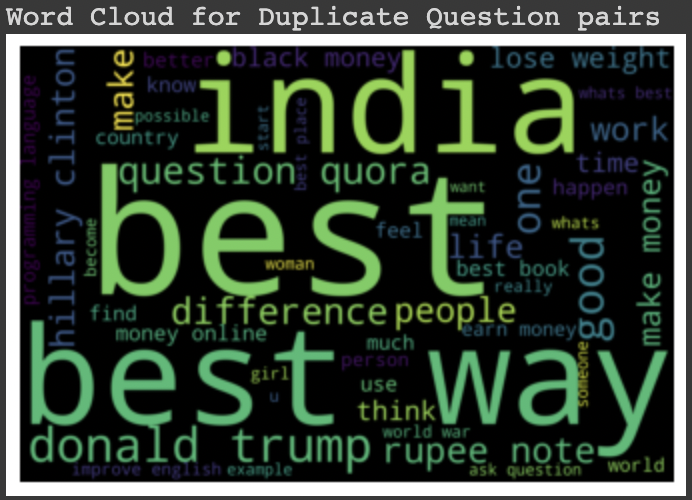 Word Cloud for Duplicate Question pairs
make
better
black money
lose weight
know
india
whats best
possible
start
country
best place
work
programming language
hillary clinton
question quora
time
want
one
happen
best
mean
whats
feel
life
good
make money
become
woman
best book
really
find
difference
people
money online
earn money
much
best way
person
girl
use
someone
u
think
donald trump
world war
rupee note
improve english
example
ask question
world